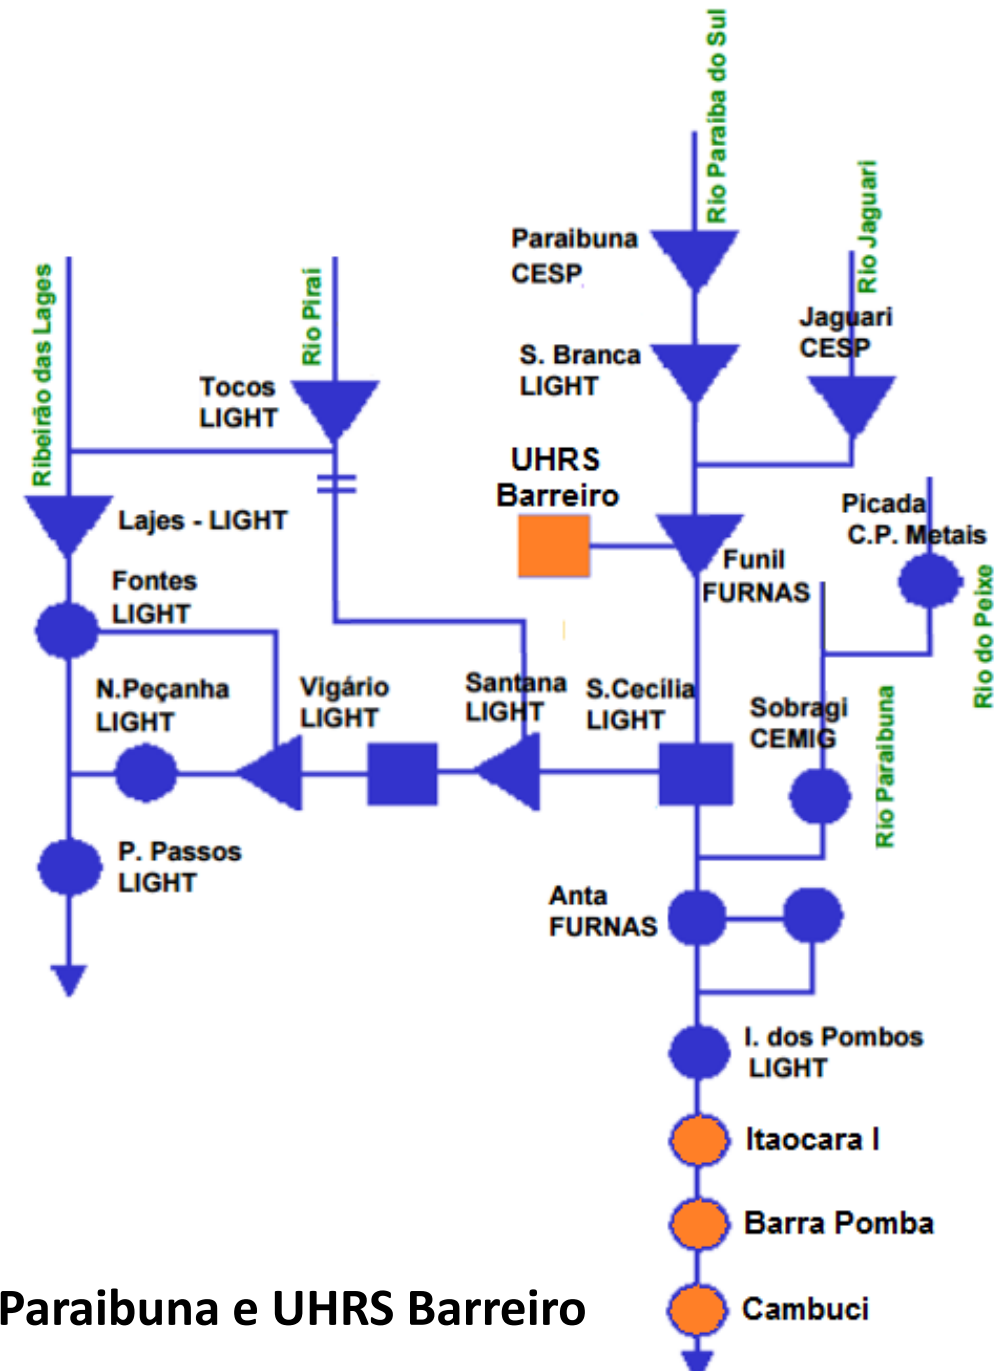 Rio Paraiba do Sul
Rio Jaguari
Paraibuna
CESP
Ribeirão das Lages
Rio Piraí
Jaguari
CESP
S. Branca
LIGHT
Tocos
LIGHT
UHRS
Barreiro
Picada
C.P. Metais
Lajes - LIGHT
Funil
FURNAS
Fontes
LIGHT
Rio do Peixe
N.Peçanha
LIGHT
Vigário
LIGHT
Santana
LIGHT
S.Cecília
LIGHT
Sobragi
CEMIG
Rio Paraibuna
P. Passos
LIGHT
Anta
FURNAS
I. dos Pombos
LIGHT
Itaocara I
Barra Pomba
Cambuci
Paraibuna e UHRS Barreiro